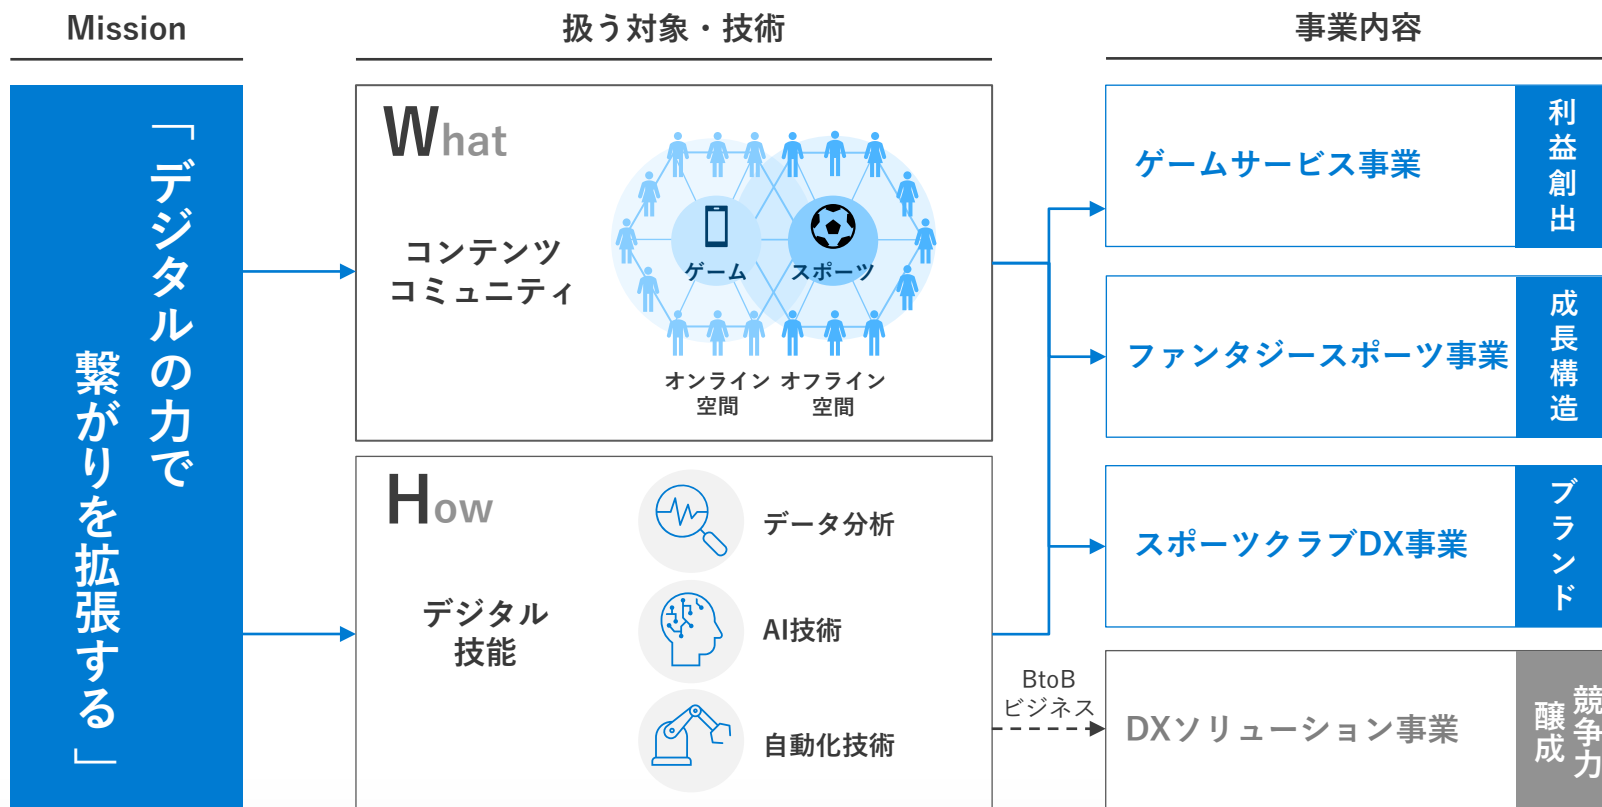 Mission
扱う対象・技術
事業内容
「デジタルの力で
繋がりを拡張する」
What
コンテンツ
コミュニティ
ゲーム
スポーツ
オンライン
空間
オフライン
空間
How
デジタル
技能
データ分析
AI技術
自動化技術
BtoB
ビジネス
ゲームサービス事業
利益創出
ファンタジースポーツ事業
成長構造
スポーツクラブDX事業
ブランド
DXソリューション事業
競争力
醸成